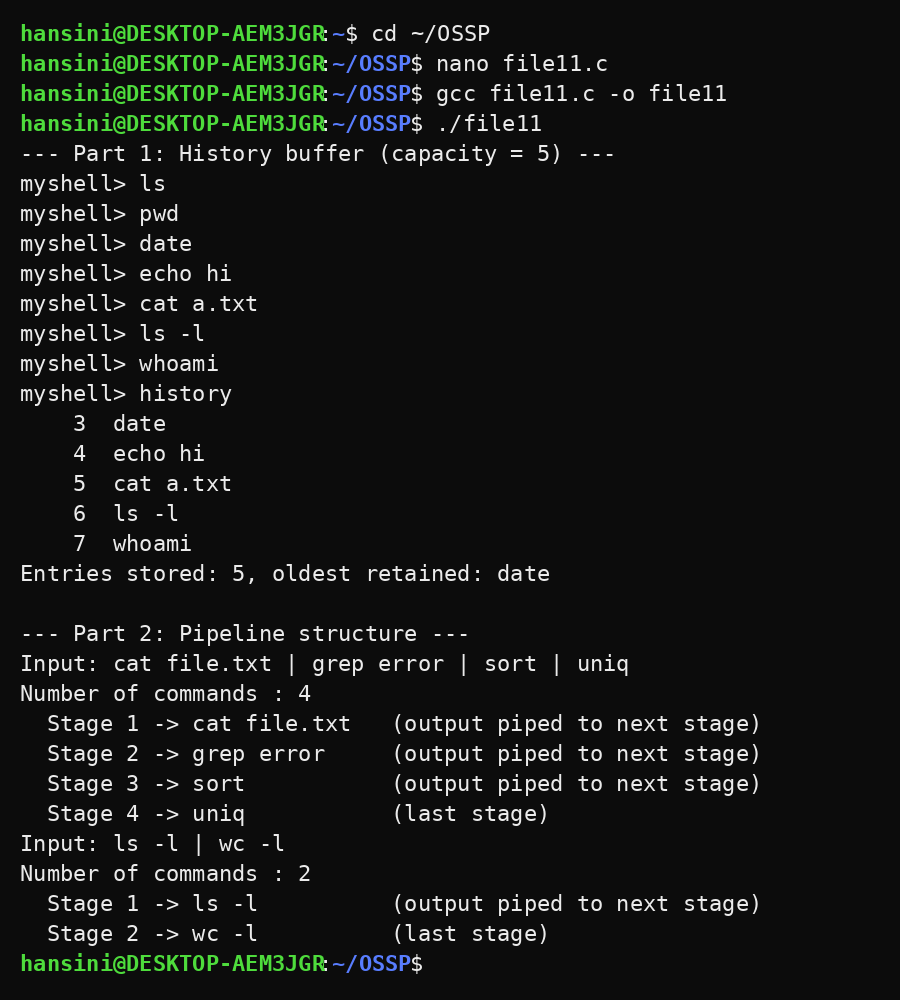 hansini@DESKTOP-AEM3JGR:~$ cd ~/OSSP
hansini@DESKTOP-AEM3JGR:~/OSSP$ nano file11.c
hansini@DESKTOP-AEM3JGR:~/OSSP$ gcc file11.c -o file11
hansini@DESKTOP-AEM3JGR:~/OSSP$ ./file11
--- Part 1: History buffer (capacity = 5) ---
myshell> ls
myshell> pwd
myshell> date
myshell> echo hi
myshell> cat a.txt
myshell> ls -l
myshell> whoami
myshell> history
    3  date
    4  echo hi
    5  cat a.txt
    6  ls -l
    7  whoami
Entries stored: 5, oldest retained: date

--- Part 2: Pipeline structure ---
Input: cat file.txt | grep error | sort | uniq
Number of commands : 4
  Stage 1 -> cat file.txt   (output piped to next stage)
  Stage 2 -> grep error     (output piped to next stage)
  Stage 3 -> sort           (output piped to next stage)
  Stage 4 -> uniq           (last stage)
Input: ls -l | wc -l
Number of commands : 2
  Stage 1 -> ls -l          (output piped to next stage)
  Stage 2 -> wc -l          (last stage)
hansini@DESKTOP-AEM3JGR:~/OSSP$